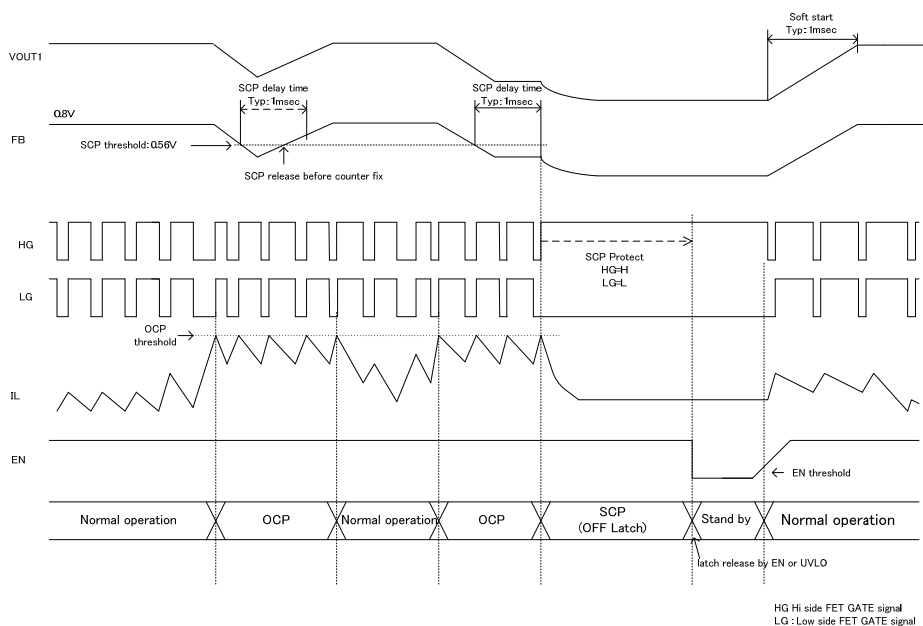 Soft start
Typ: 1msec
VOUT1
SCP delay time
Typ: 1msec
SCP delay time
Typ: 1msec
0.8V
FB
SCP threshold: 0.56V
SCP release before counter fix
HG
SCP Protect
HG=H
LG=L
LG
OCP
threshold
IL
EN
EN threshold
Normal operation
OCP
Normal operation
OCP
SCP
(OFF Latch)
Stand by
Normal operation
latch release by EN or UVLO
HG Hi side FET GATE signal
LG : Low side FET GATE signal